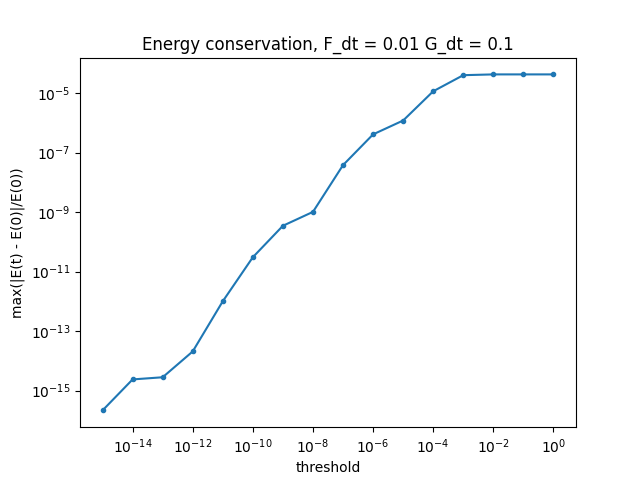 Energy conservation, F_dt = 0.01 G_dt = 0.1
max(|E(t) - E(0)|/E(0))
10⁻⁵
10⁻⁷
10⁻⁹
10⁻¹¹
10⁻¹³
10⁻¹⁵
10⁻¹⁴ 10⁻¹² 10⁻¹⁰ 10⁻⁸ 10⁻⁶ 10⁻⁴ 10⁻² 10⁰
threshold